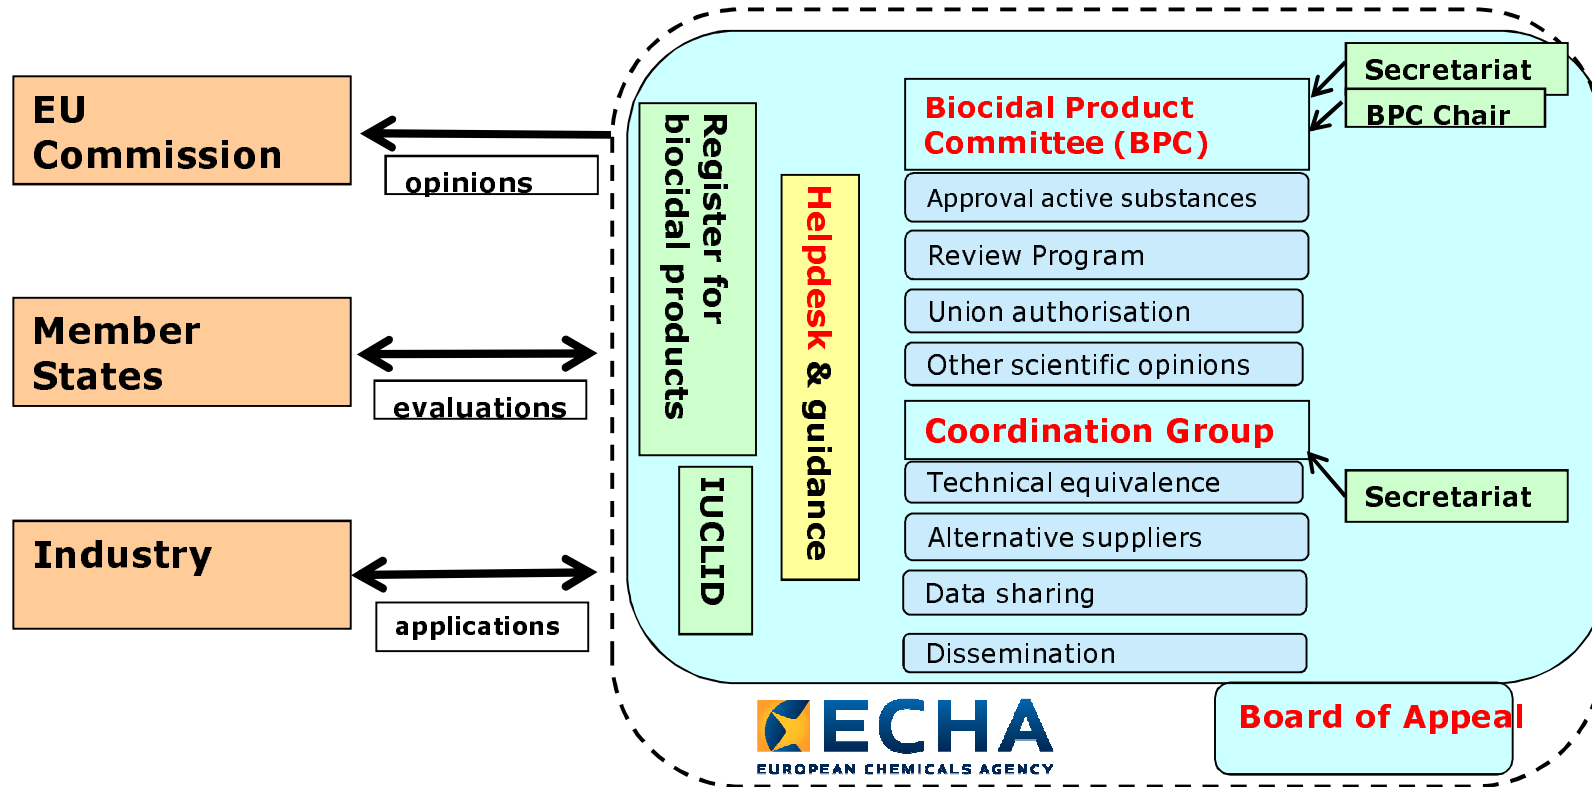 EU
Commission
opinions
Member
States
evaluations
Industry
applications
Register for
biocidal products
IUCLID
Helpdesk & guidance
Biocidal Product
Committee (BPC)
Secretariat
BPC Chair
Approval active substances
Review Program
Union authorisation
Other scientific opinions
Coordination Group
Secretariat
Technical equivalence
Alternative suppliers
Data sharing
Dissemination
ECHA
EUROPEAN CHEMICALS AGENCY
Board of Appeal